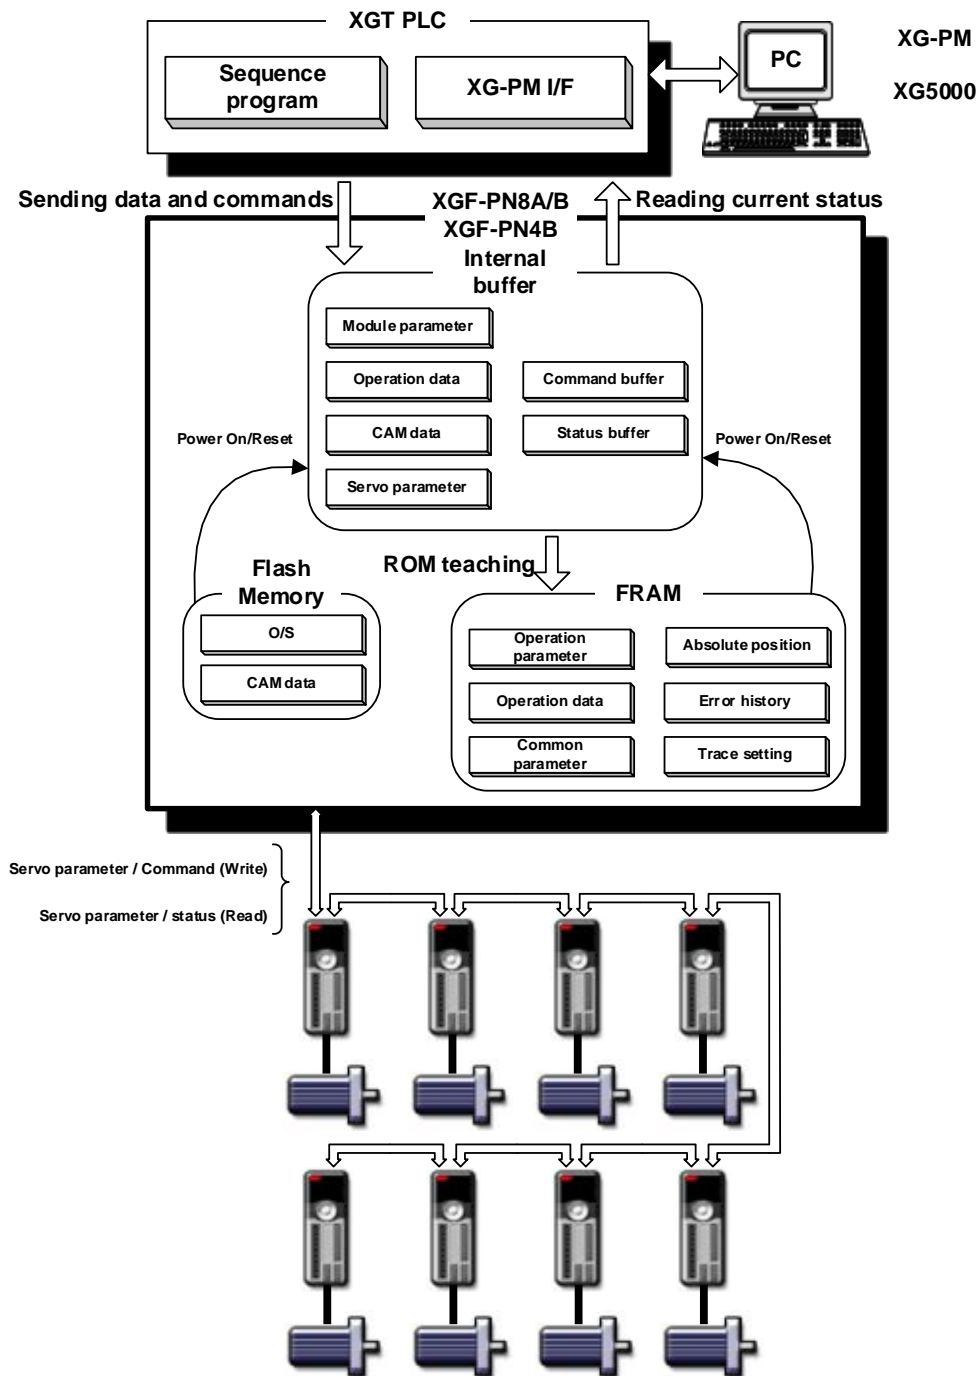 XGT PLC
Sequence
program
XG-PM I/F
PC
XG-PM
XG5000
Sending data and commands
XGF-PN8A/B
XGF-PN4B
Internal
buffer
Reading current status
Module parameter
Operation data
Command buffer
CAM data
Status buffer
Servo parameter
Power On/Reset
Power On/Reset
Flash
Memory
O/S
CAM data
ROM teaching
FRAM
Operation
parameter
Absolute position
Operation data
Error history
Common
parameter
Trace setting
Servo parameter / Command (Write)
Servo parameter / status (Read)